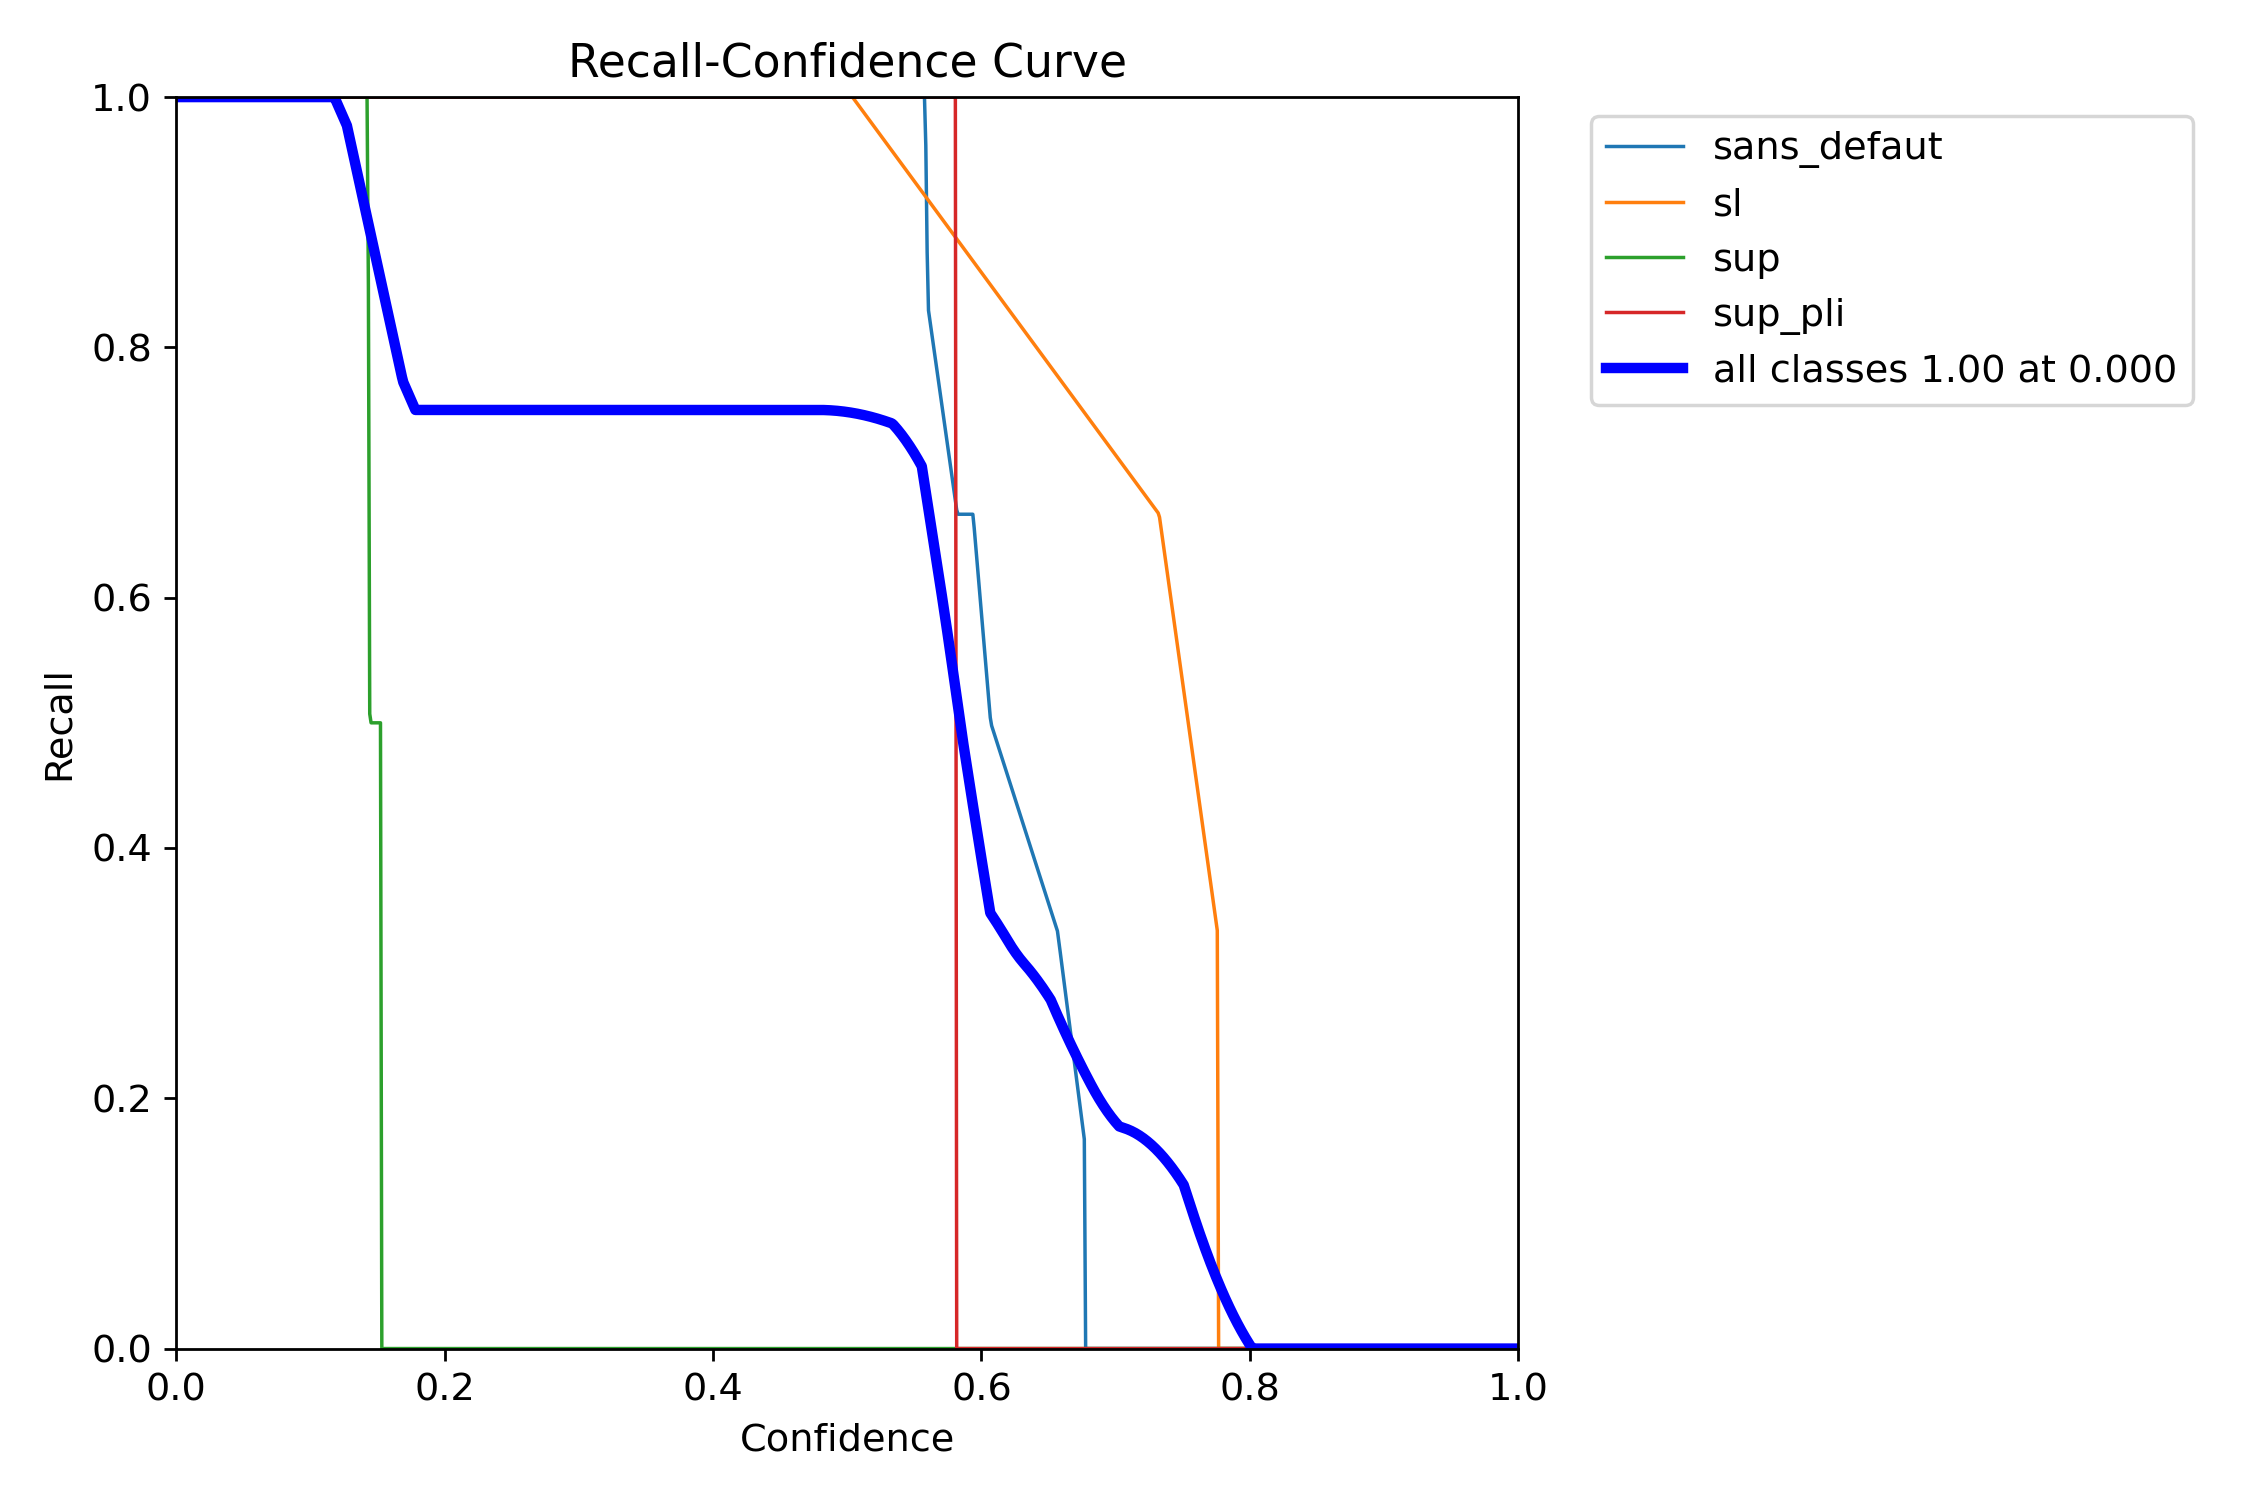 Recall-Confidence Curve
1.0
0.8
0.6
0.4
0.2
0.0
Recall
0.0 0.2 0.4 0.6 0.8 1.0
Confidence
sans_defaut
sl
sup
sup_pli
all classes 1.00 at 0.000